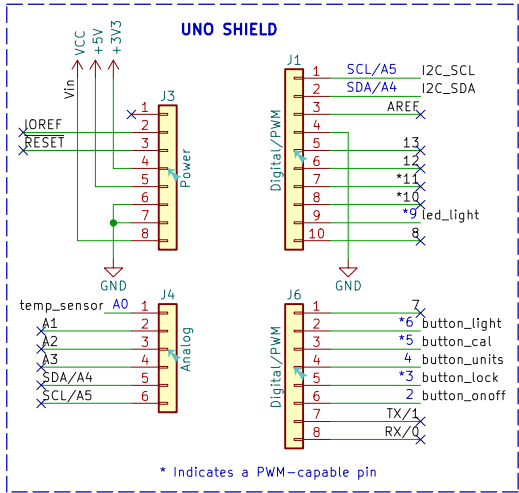 UNO SHIELD
VCC
+5V
+3V3
Vin
J3
Power
1
2
3
4
5
6
7
8
IOREF
RESET
GND
J1
Digital/PWM
1 SCL/A5 I2C_SCL
2 SDA/A4 I2C_SDA
3 AREF
4
5 13
6 12
7 *11
8 *10
9 *9 led_light
10 8
GND
J4
Analog
temp_sensor A0 1
A1 2
A2 3
A3 4
SDA/A4 5
SCL/A5 6
J6
Digital/PWM
1 7
2 *6 button_light
3 *5 button_cal
4 4 button_units
5 *3 button_lock
6 2 button_onoff
7 TX/1
8 RX/0
* Indicates a PWM-capable pin